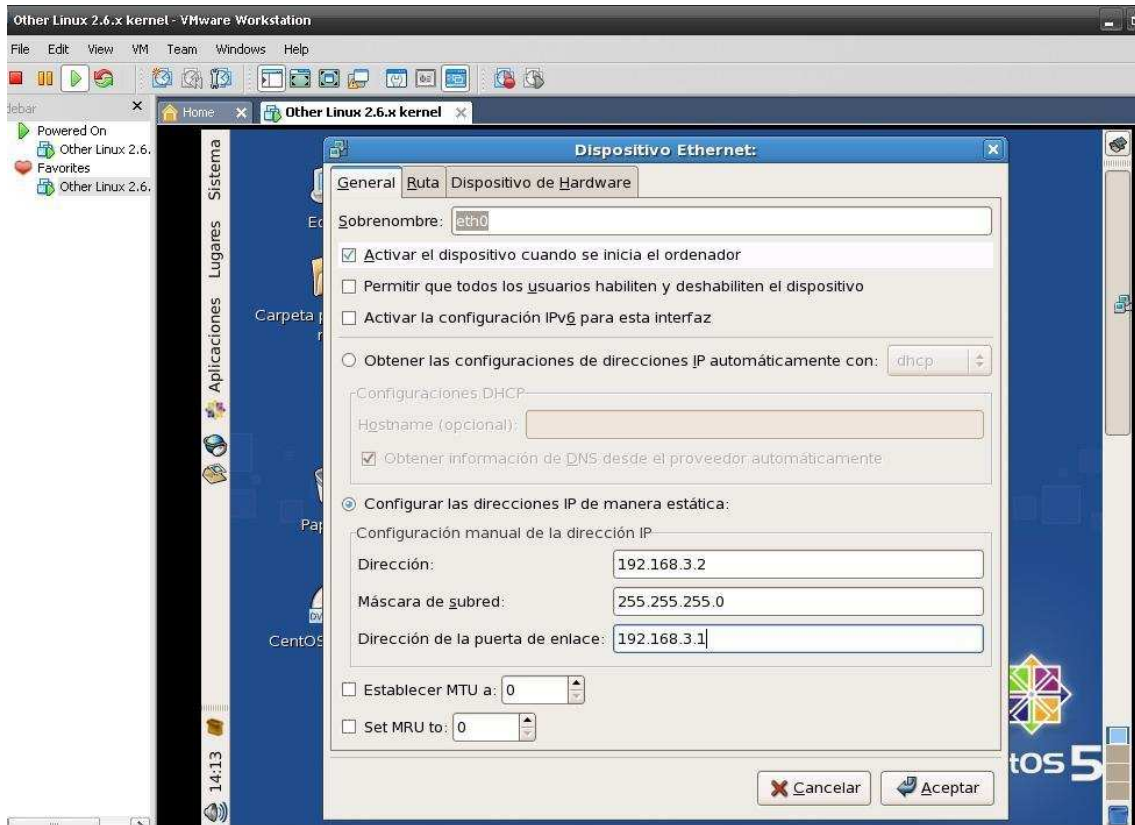 Other Linux 2.6.x kernel - VMware Workstation
File Edit View VM Team Windows Help
Home
Other Linux 2.6.x kernel
Powered On
Other Linux 2.6.
Favorites
Other Linux 2.6.
Sistema
Lugares
Aplicaciones
14:13
Carpeta
CentOS
tOS 5
Dispositivo Ethernet:
General Ruta Dispositivo de Hardware
Sobrenombre: eth0
Activar el dispositivo cuando se inicia el ordenador
Permitir que todos los usuarios habiliten y deshabiliten el dispositivo
Activar la configuración IPv6 para esta interfaz
Obtener las configuraciones de direcciones IP automáticamente con: dhcp
Configuraciones DHCP
Hostname (opcional):
Obtener información de DNS desde el proveedor automáticamente
Configurar las direcciones IP de manera estática:
Configuración manual de la dirección IP
Dirección: 192.168.3.2
Máscara de subred: 255.255.255.0
Dirección de la puerta de enlace: 192.168.3.1
Establecer MTU a: 0
Set MRU to: 0
Cancelar Aceptar